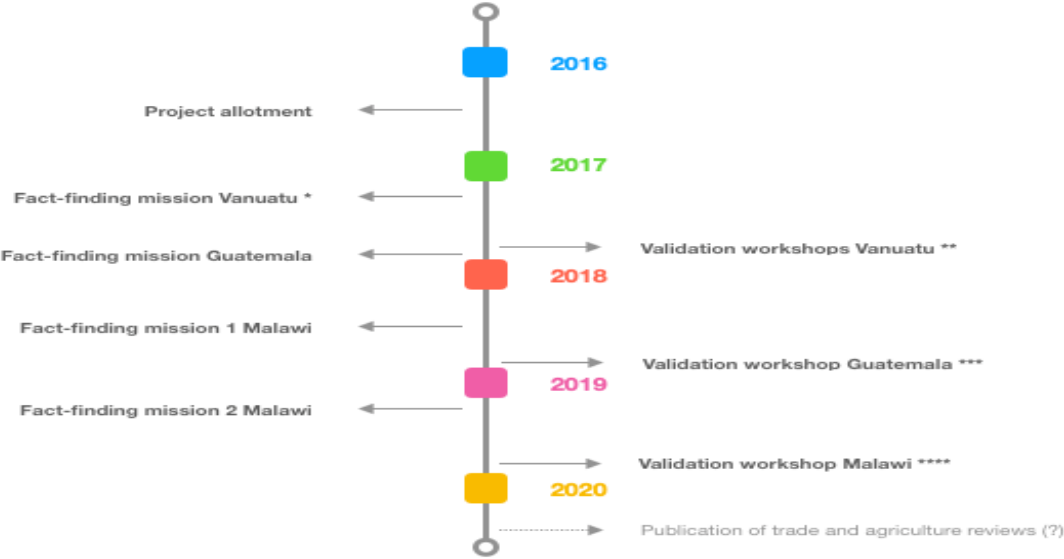 2016
Project allotment
2017
Fact-finding mission Vanuatu *
Validation workshops Vanuatu **
Fact-finding mission Guatemala
2018
Fact-finding mission 1 Malawi
Validation workshop Guatemala ***
2019
Fact-finding mission 2 Malawi
Validation workshop Malawi ****
2020
Publication of trade and agriculture reviews (?)